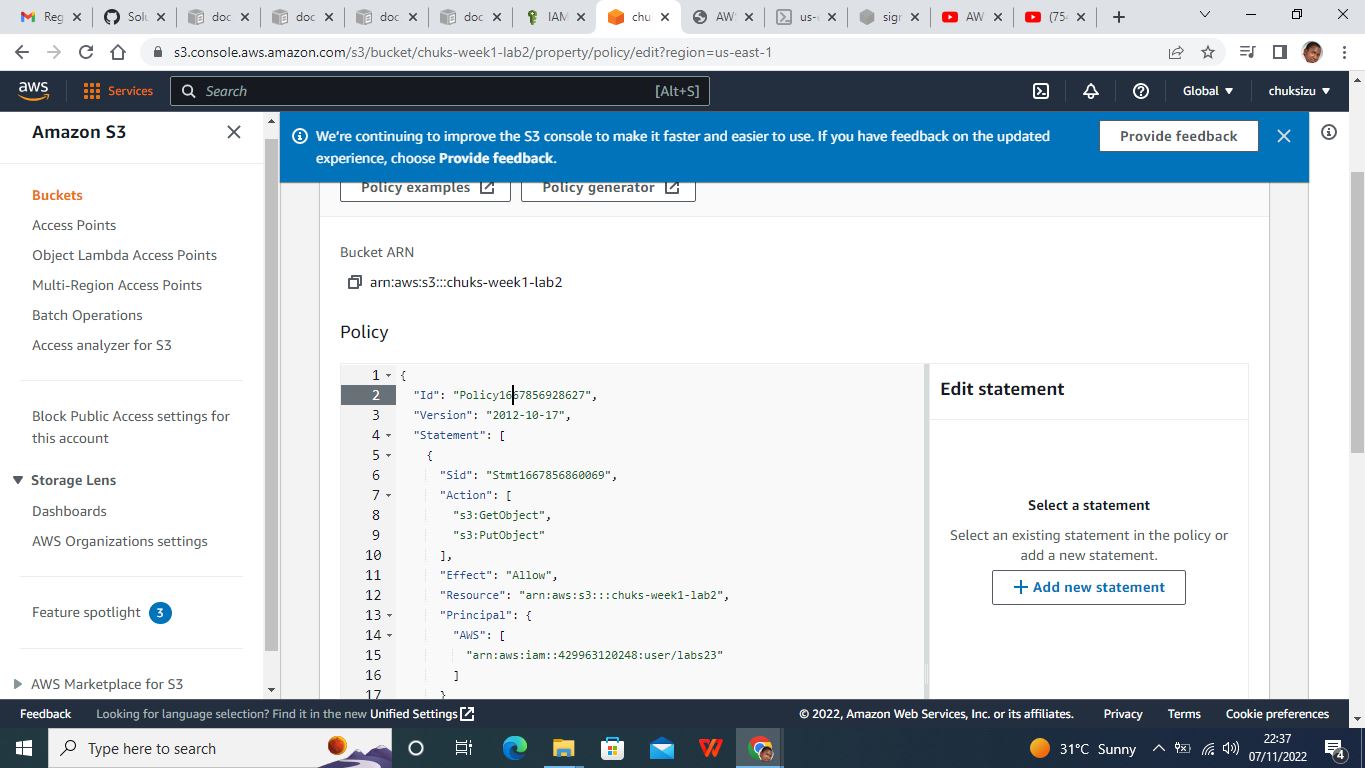 Reg
Solu
doc
doc
doc
doc
IAM
chu
AWS
us-e
sign
AW
(754
s3.console.aws.amazon.com/s3/bucket/chuks-week1-lab2/property/policy/edit?region=us-east-1
aws
Services
Search
[Alt+S]
Global
chuksizu
Amazon S3
Buckets
Access Points
Object Lambda Access Points
Multi-Region Access Points
Batch Operations
Access analyzer for S3
Block Public Access settings for
this account
Storage Lens
Dashboards
AWS Organizations settings
Feature spotlight 3
AWS Marketplace for S3
We're continuing to improve the S3 console to make it faster and easier to use. If you have feedback on the updated
experience, choose Provide feedback.
Provide feedback
Policy examples
Policy generator
Bucket ARN
arn:aws:s3:::chuks-week1-lab2
Policy
1 {
2 "Id": "Policy1667856928627",
3 "Version": "2012-10-17",
4 "Statement": [
5 {
6 "Sid": "Stmt1667856860069",
7 "Action": [
8 "s3:GetObject",
9 "s3:PutObject"
10 ],
11 "Effect": "Allow",
12 "Resource": "arn:aws:s3:::chuks-week1-lab2",
13 "Principal": {
14 "AWS": [
15 "arn:aws:iam::429963120248:user/labs23"
16 ]
17 }
Edit statement
Select a statement
Select an existing statement in the policy or
add a new statement.
+ Add new statement
Feedback
Looking for language selection? Find it in the new Unified Settings
© 2022, Amazon Web Services, Inc. or its affiliates.
Privacy
Terms
Cookie preferences
Type here to search
31°C Sunny
22:37
07/11/2022
4